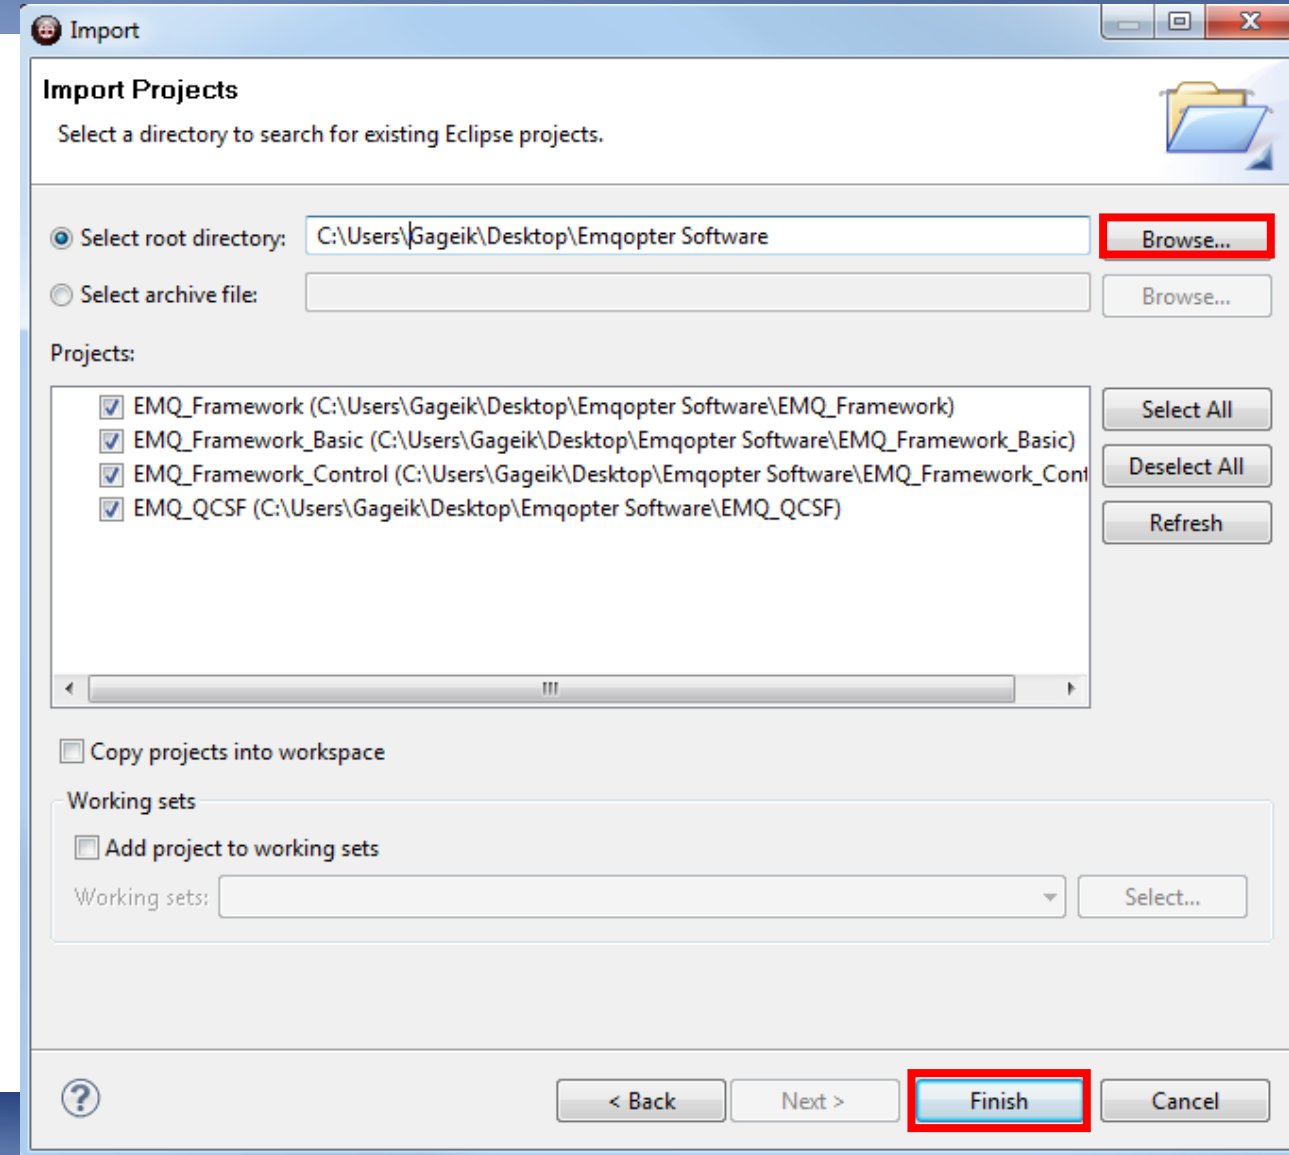 Import
Import Projects
Select a directory to search for existing Eclipse projects.
Select root directory: C:\Users\Gageik\Desktop\Emqopter Software Browse...
Select archive file: Browse...
Projects:
EMQ_Framework (C:\Users\Gageik\Desktop\Emqopter Software\EMQ_Framework)
EMQ_Framework_Basic (C:\Users\Gageik\Desktop\Emqopter Software\EMQ_Framework_Basic)
EMQ_Framework_Control (C:\Users\Gageik\Desktop\Emqopter Software\EMQ_Framework_Cont
EMQ_QCSF (C:\Users\Gageik\Desktop\Emqopter Software\EMQ_QCSF)
Select All
Deselect All
Refresh
Copy projects into workspace
Working sets
Add project to working sets
Working sets: Select...
< Back Next > Finish Cancel